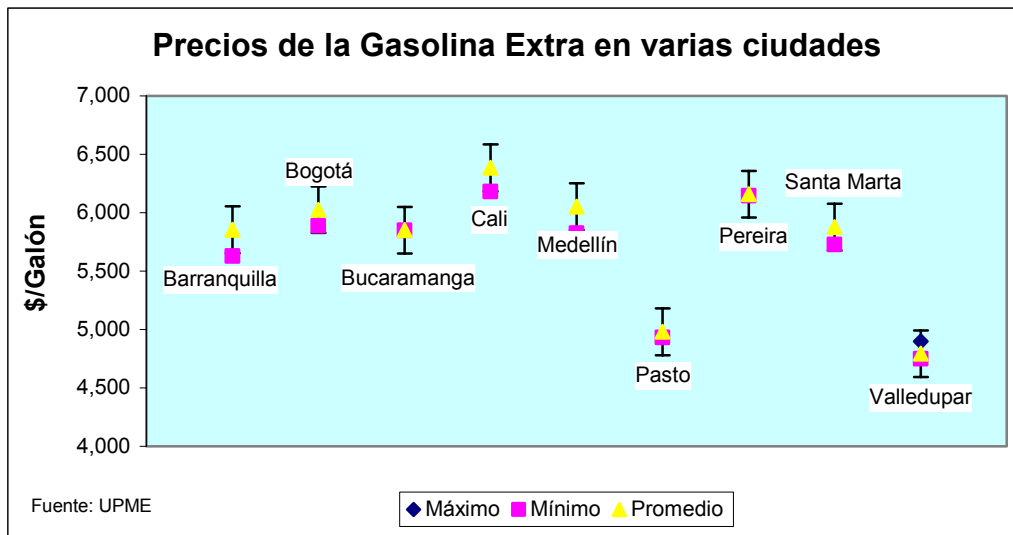 Precios de la Gasolina Extra en varias ciudades
$/Galón
7,000
6,500
6,000
5,500
5,000
4,500
4,000
Barranquilla
Bogotá
Bucaramanga
Cali
Medellín
Pasto
Pereira
Santa Marta
Valledupar
Fuente: UPME
Máximo Mínimo Promedio